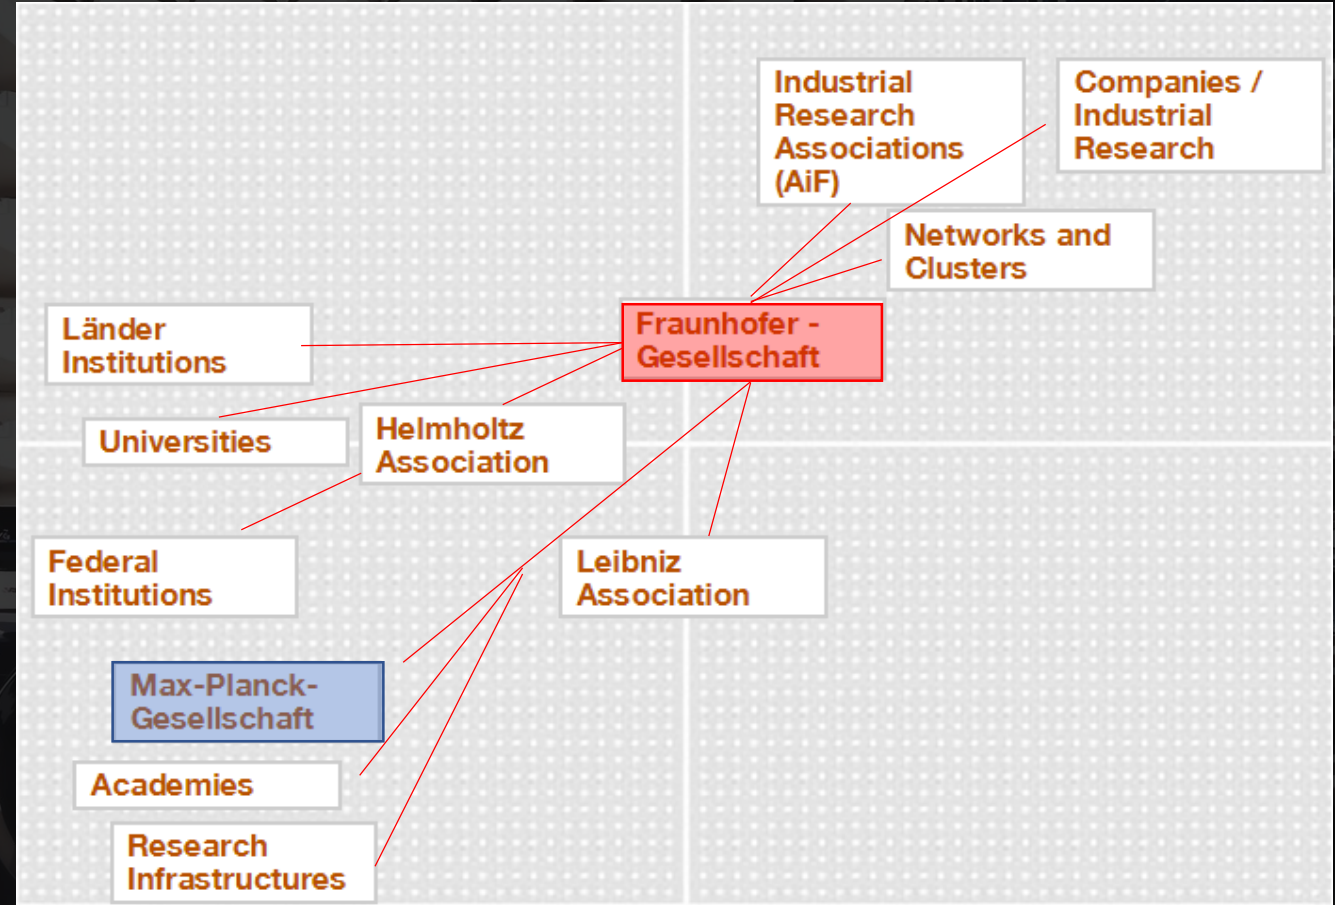 Industrial
Research
Associations
(AiF)
Companies /
Industrial
Research
Networks and
Clusters
Fraunhofer -
Gesellschaft
Länder
Institutions
Universities
Helmholtz
Association
Federal
Institutions
Leibniz
Association
Max-Planck-
Gesellschaft
Academies
Research
Infrastructures